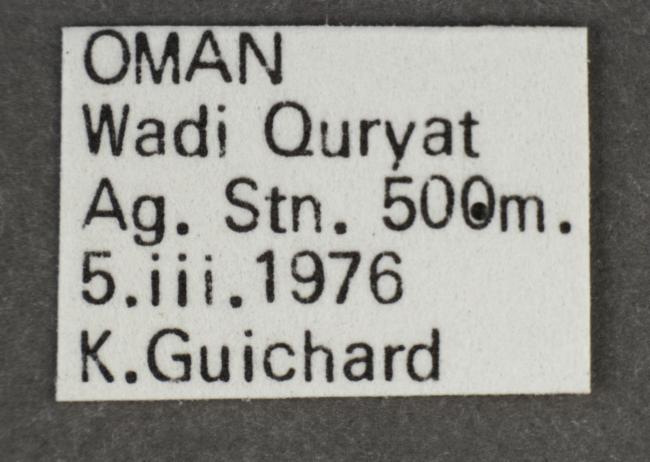 OMAN
Wadi Quryat
Ag. Stn. 500m.
5.iii.1976
K.Guichard